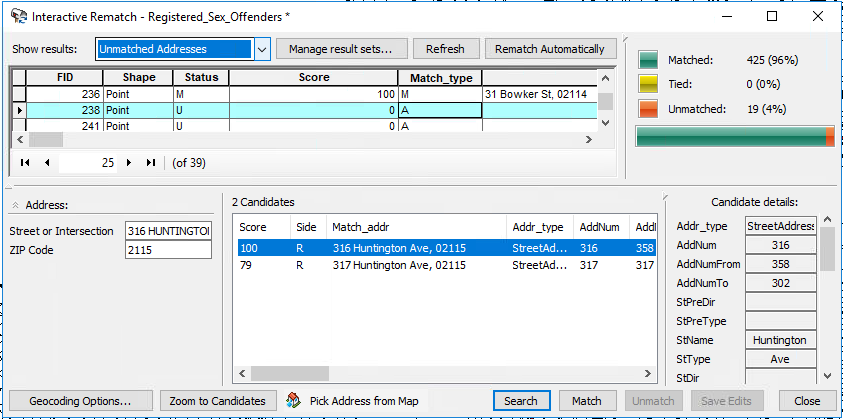 Interactive Rematch - Registered_Sex_Offenders *
Show results: Unmatched Addresses Manage result sets... Refresh Rematch Automatically
FID Shape Status Score Match_type
236 Point M 100 M 31 Bowker St, 02114
238 Point U 0 A
241 Point U 0 A
25 (of 39)
Matched: 425 (96%)
Tied: 0 (0%)
Unmatched: 19 (4%)
Address:
Street or Intersection 316 HUNTINGTO
ZIP Code 2115
2 Candidates
Score Side Match_addr Addr_type AddNum Add
100 R 316 Huntington Ave, 02115 StreetAd... 316 358
79 R 317 Huntington Ave, 02115 StreetAd... 317 317
Candidate details:
Addr_type StreetAddress
AddNum 316
AddNumFrom 358
AddNumTo 302
StPreDir
StPreType
StName Huntington
StType Ave
StDir
Geocoding Options... Zoom to Candidates Pick Address from Map Search Match Unmatch Save Edits Close